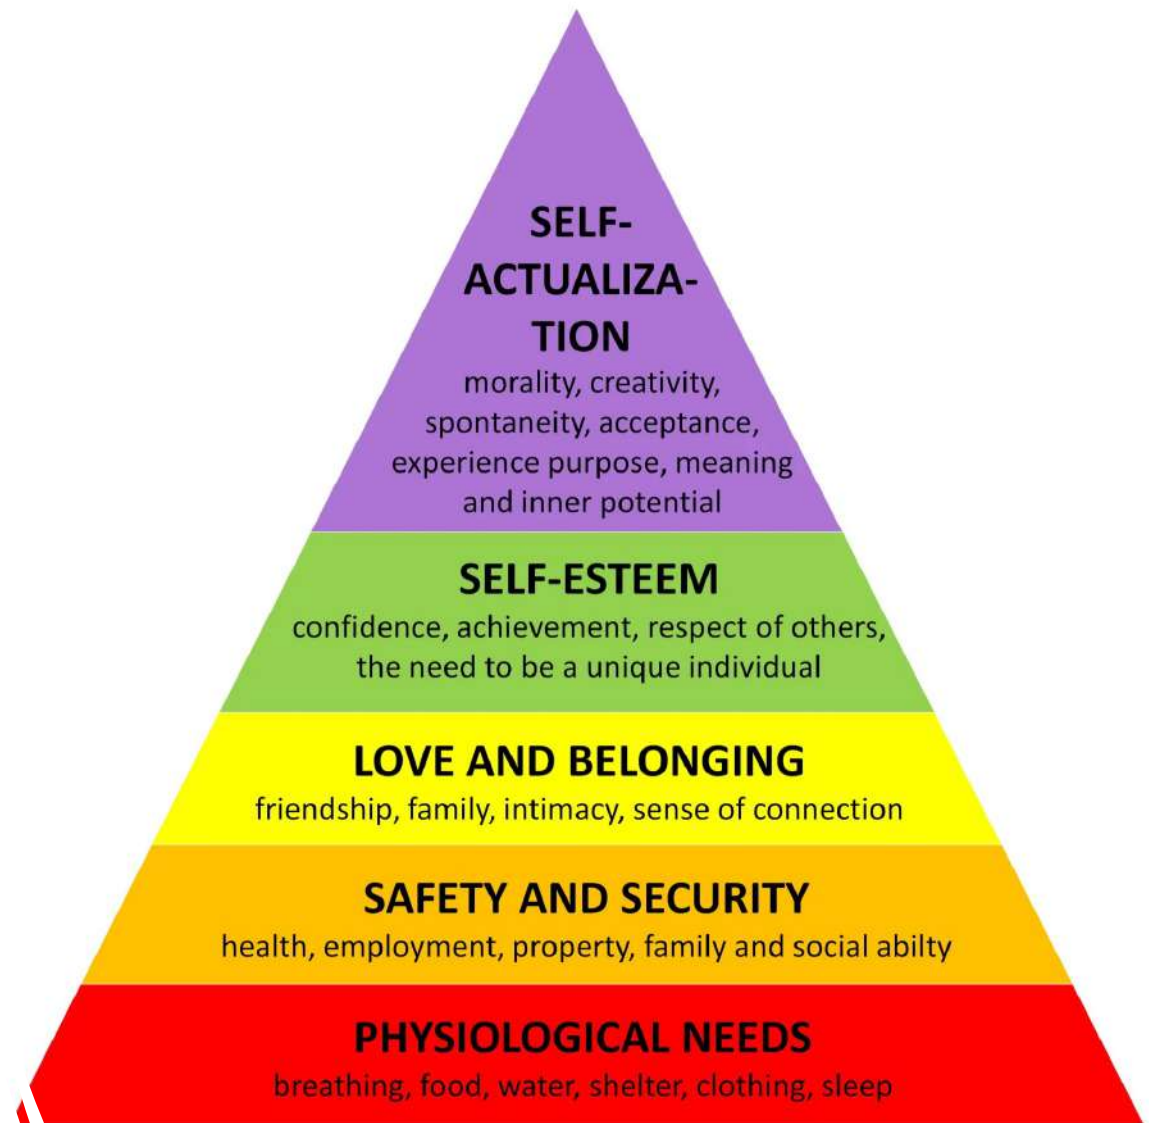 SELF-
ACTUALIZA-
TION
morality, creativity,
spontaneity, acceptance,
experience purpose, meaning
and inner potential
SELF-ESTEEM
confidence, achievement, respect of others,
the need to be a unique individual
LOVE AND BELONGING
friendship, family, intimacy, sense of connection
SAFETY AND SECURITY
health, employment, property, family and social abilty
PHYSIOLOGICAL NEEDS
breathing, food, water, shelter, clothing, sleep